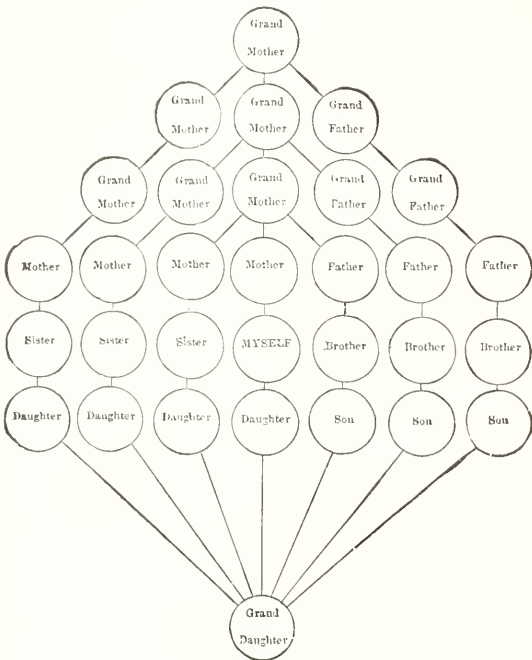 Grand
Mother
Grand Grand Grand
Mother Mother Father
Grand Grand Grand Grand Grand
Mother Mother Mother Father Father
Mother Mother Mother Mother Father Father Father
Sister Sister Sister MYSELF Brother Brother Brother
Daughter Daughter Daughter Daughter Son Son Son
Grand
Daughter